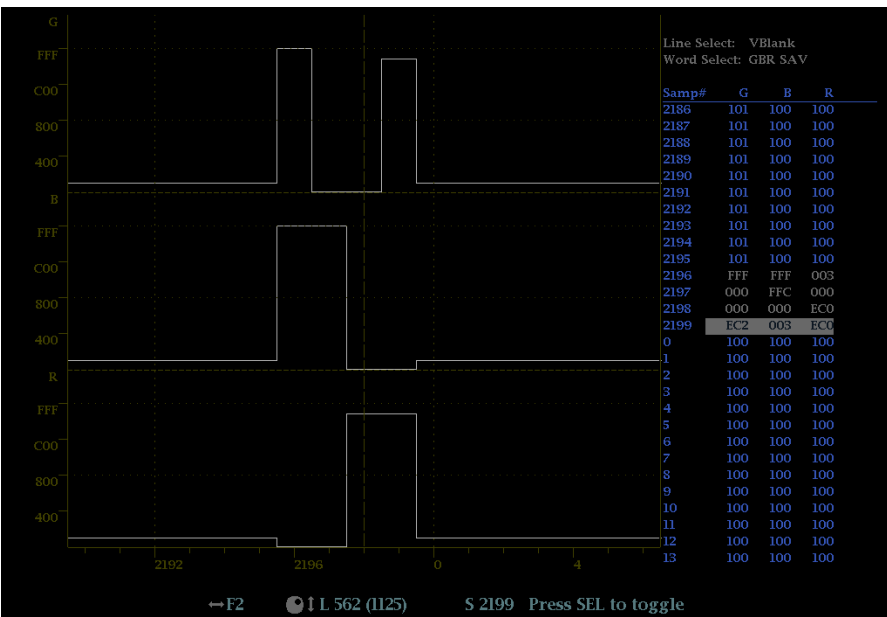 G
FFF
C00
800
400
B
FFF
C00
800
400
R
FFF
C00
800
400
2192 2196 0 4
Line Select: VBlank
Word Select: GBR SAV
Samp# G B R
2186 101 100 100
2187 101 100 100
2188 101 100 100
2189 101 100 100
2190 101 100 100
2191 101 100 100
2192 101 100 100
2193 101 100 100
2194 101 100 100
2195 101 100 100
2196 FFF FFF 003
2197 000 FFC 000
2198 000 000 EC0
2199 EC2 003 EC0
0 100 100 100
1 100 100 100
2 100 100 100
3 100 100 100
4 100 100 100
5 100 100 100
6 100 100 100
7 100 100 100
8 100 100 100
9 100 100 100
10 100 100 100
11 100 100 100
12 100 100 100
13 100 100 100
↔F2 ↕ L 562 (1125) S 2199 Press SEL to toggle